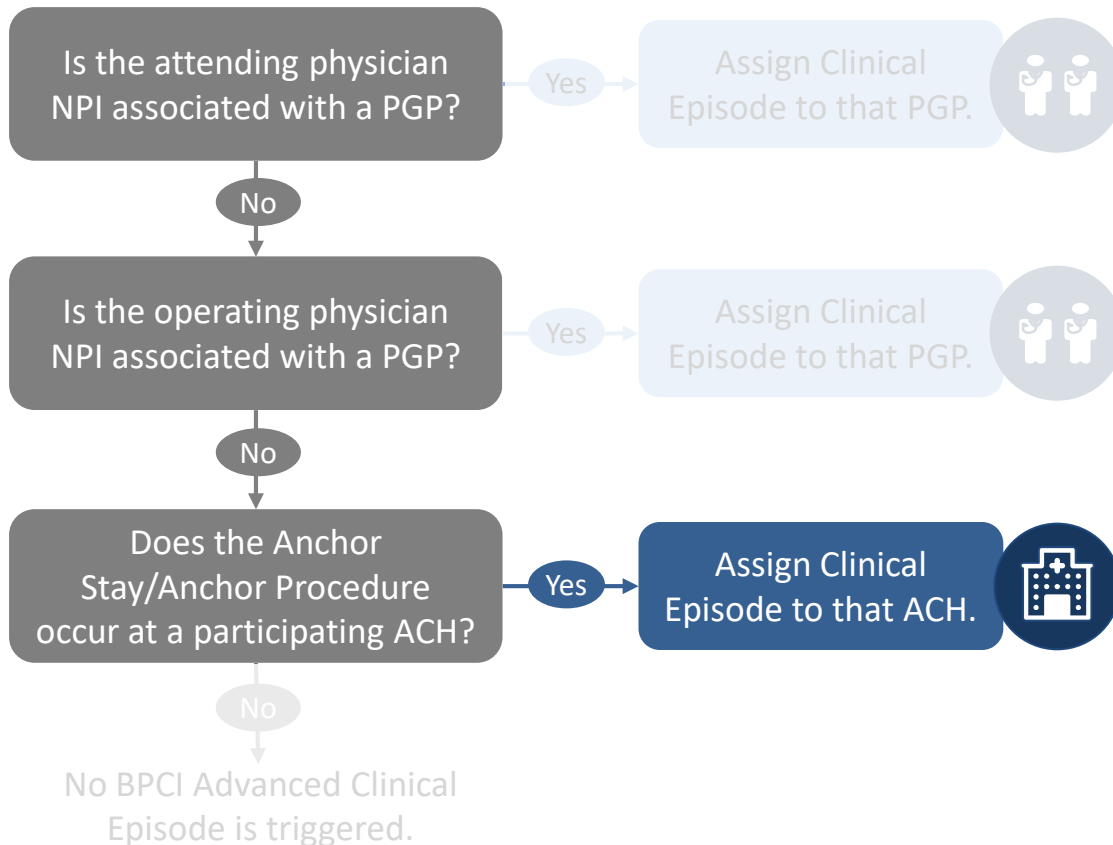 Is the attending physician
NPI associated with a PGP?
Yes
Assign Clinical
Episode to that PGP.
No
Is the operating physician
NPI associated with a PGP?
Yes
Assign Clinical
Episode to that PGP.
No
Does the Anchor
Stay/Anchor Procedure
occur at a participating ACH?
Yes
Assign Clinical
Episode to that ACH.
No
No BPCI Advanced Clinical
Episode is triggered.